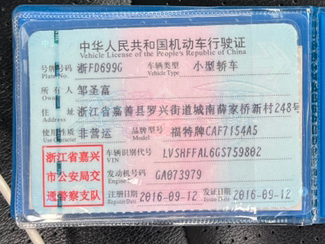 中华人民共和国机动车行驶证
Vehicle License of the People's Republic of China
号牌号码 浙FD699G 车辆类型 小型轿车
Plate No. Vehicle Type
所有人 邹圣富
Owner
住址 浙江省嘉善县罗兴街道城南薛家桥新村248号
Address
使用性质 非营运 品牌型号 福特牌CAF7154A5
Use Character Model
浙江省嘉兴
市公安局交
通警察支队
车辆识别代号 LVSHFFAL6GS759802
VIN
发动机号码 GA073979
Engine No.
注册日期 2016-09-12 发证日期 2016-09-12
Register Date Issue Date